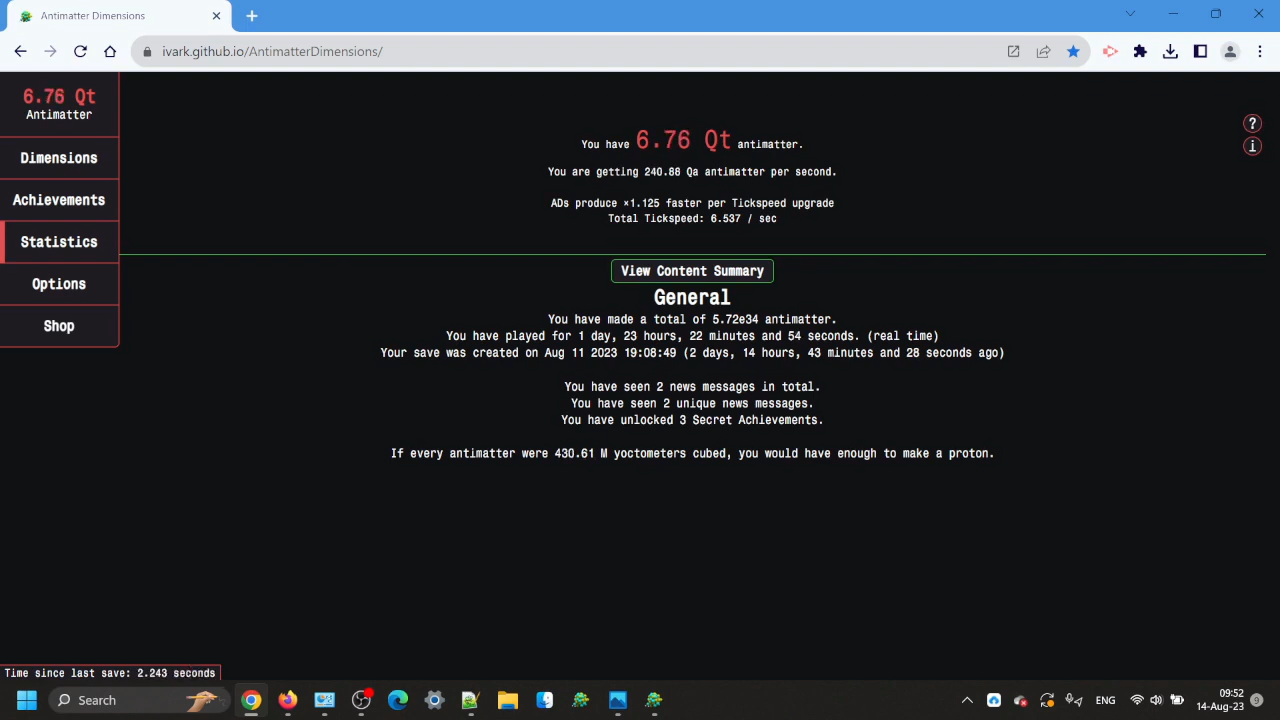 Antimatter Dimensions
ivark.github.io/AntimatterDimensions/
6.76 Qt
Antimatter
Dimensions
Achievements
Statistics
Options
Shop
You have 6.76 Qt antimatter.
You are getting 240.88 Qa antimatter per second.
ADs produce ×1.125 faster per Tickspeed upgrade
Total Tickspeed: 6.537 / sec
?
i
View Content Summary
General
You have made a total of 5.72e34 antimatter.
You have played for 1 day, 23 hours, 22 minutes and 54 seconds. (real time)
Your save was created on Aug 11 2023 19:08:49 (2 days, 14 hours, 43 minutes and 28 seconds ago)
You have seen 2 news messages in total.
You have seen 2 unique news messages.
You have unlocked 3 Secret Achievements.
If every antimatter were 430.61 M yoctometers cubed, you would have enough to make a proton.
Time since last save: 2.243 seconds
Search
ENG
09:52
14-Aug-23
9